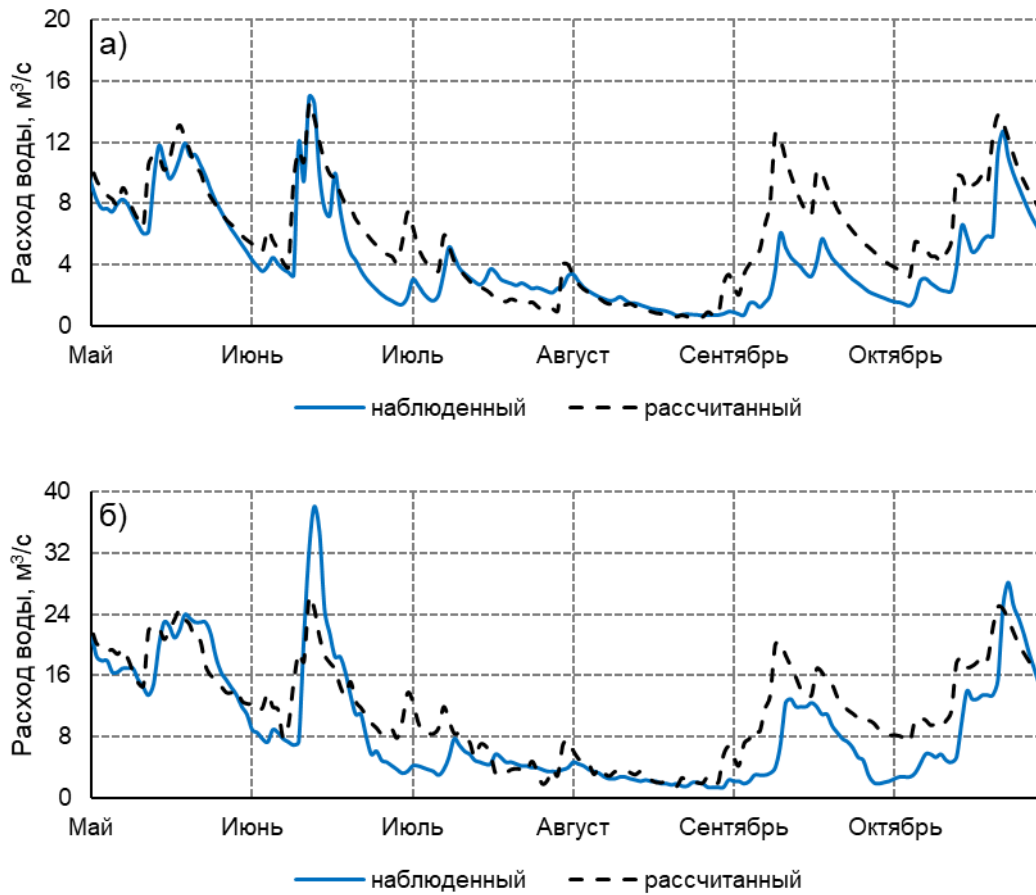 а)
Расход воды, м³/с
20
16
12
8
4
0
Май Июнь Июль Август Сентябрь Октябрь
наблюденный рассчитанный
б)
Расход воды, м³/с
40
32
24
16
8
0
Май Июнь Июль Август Сентябрь Октябрь
наблюденный рассчитанный